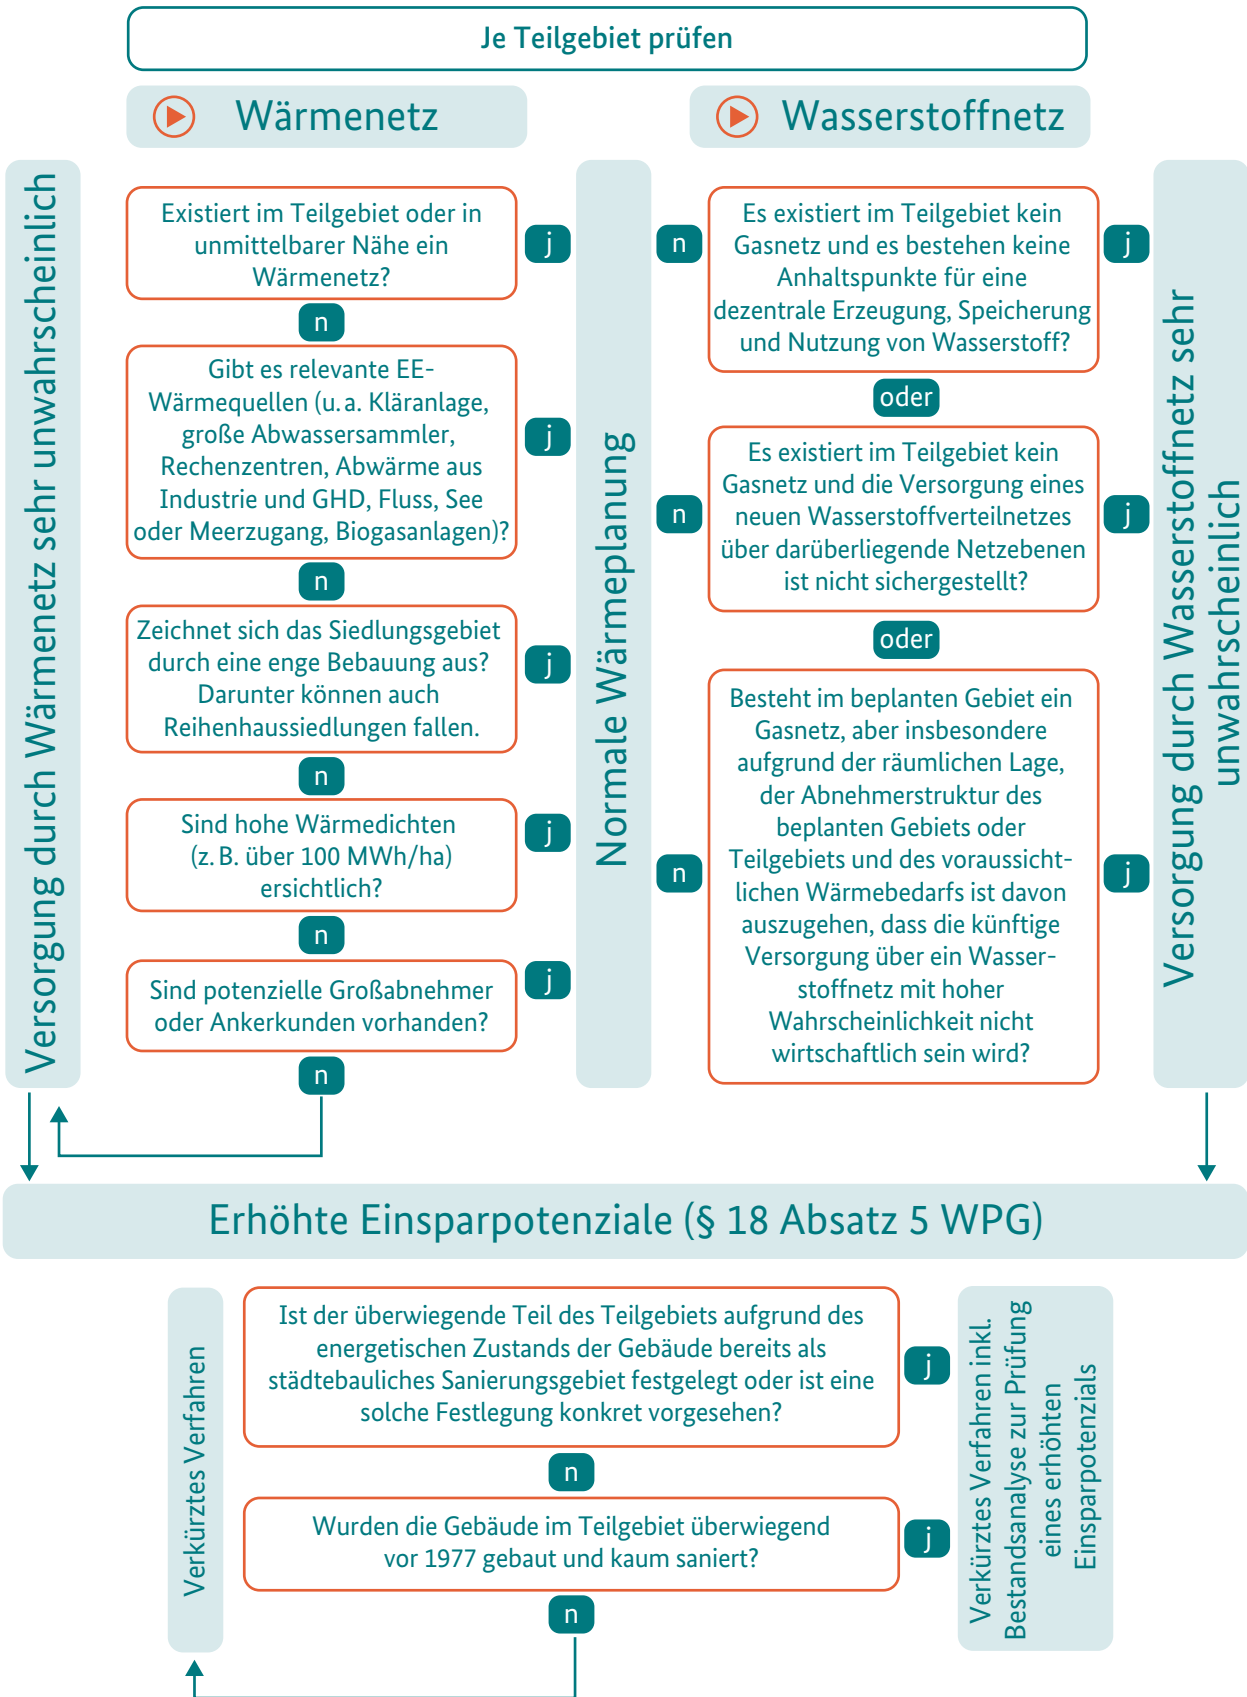 Je Teilgebiet prüfen
Wärmenetz
Wasserstoffnetz
Versorgung durch Wärmenetz sehr unwahrscheinlich
Existiert im Teilgebiet oder in
unmittelbarer Nähe ein
Wärmenetz?
j
n
Gibt es relevante EE-
Wärmequellen (u. a. Kläranlage,
große Abwassersammler,
Rechenzentren, Abwärme aus
Industrie und GHD, Fluss, See
oder Meerzugang, Biogasanlagen)?
j
n
Zeichnet sich das Siedlungsgebiet
durch eine enge Bebauung aus?
Darunter können auch
Reihenhaussiedlungen fallen.
j
n
Sind hohe Wärmedichten
(z. B. über 100 MWh/ha)
ersichtlich?
j
n
Sind potenzielle Großabnehmer
oder Ankerkunden vorhanden?
j
n
Normale Wärmeplanung
n
Es existiert im Teilgebiet kein
Gasnetz und es bestehen keine
Anhaltspunkte für eine
dezentrale Erzeugung, Speicherung
und Nutzung von Wasserstoff?
j
oder
n
Es existiert im Teilgebiet kein
Gasnetz und die Versorgung eines
neuen Wasserstoffverteilnetzes
über darüberliegende Netzebenen
ist nicht sichergestellt?
j
oder
n
Besteht im beplanten Gebiet ein
Gasnetz, aber insbesondere
aufgrund der räumlichen Lage,
der Abnehmerstruktur des
beplanten Gebiets oder
Teilgebiets und des voraussicht-
lichen Wärmebedarfs ist davon
auszugehen, dass die künftige
Versorgung über ein Wasser-
stoffnetz mit hoher
Wahrscheinlichkeit nicht
wirtschaftlich sein wird?
j
Versorgung durch Wasserstoffnetz sehr
unwahrscheinlich
Erhöhte Einsparpotenziale (§ 18 Absatz 5 WPG)
Verkürztes Verfahren
Ist der überwiegende Teil des Teilgebiets aufgrund des
energetischen Zustands der Gebäude bereits als
städtebauliches Sanierungsgebiet festgelegt oder ist eine
solche Festlegung konkret vorgesehen?
j
n
Wurden die Gebäude im Teilgebiet überwiegend
vor 1977 gebaut und kaum saniert?
j
n
Verkürztes Verfahren inkl.
Bestandsanalyse zur Prüfung
eines erhöhten
Einsparpotenzials